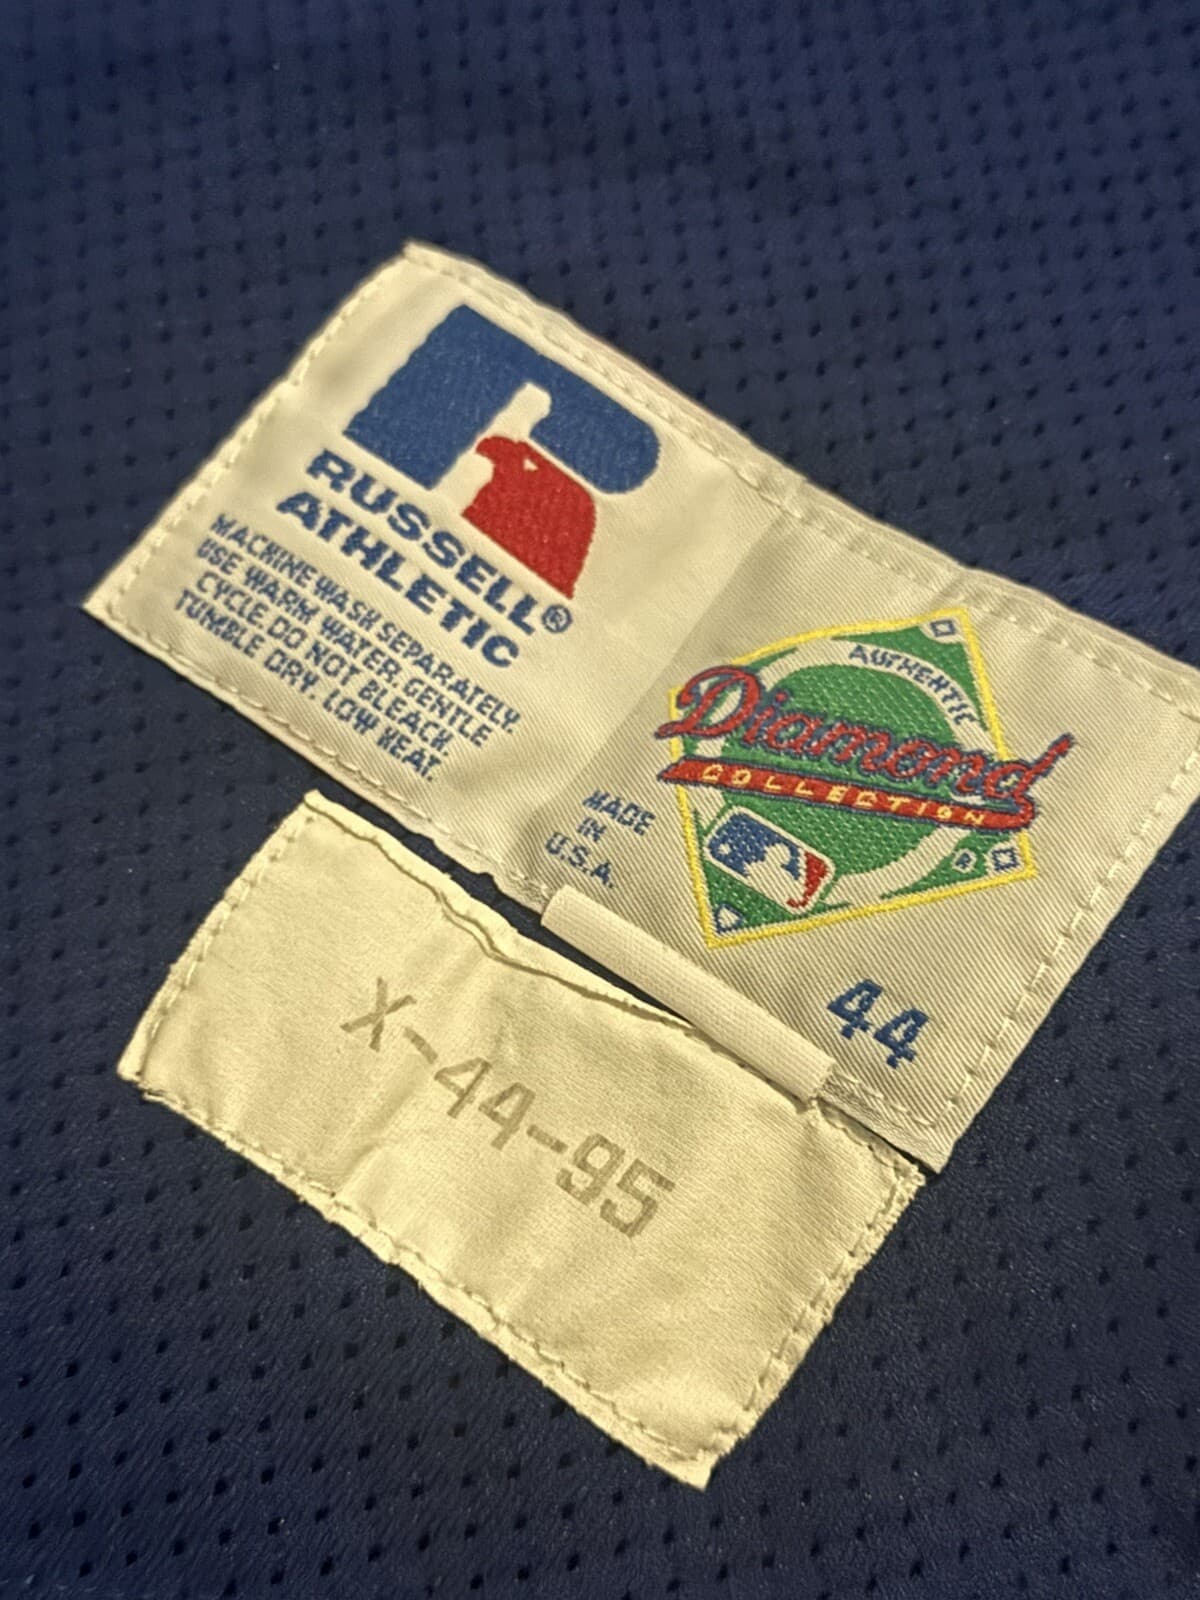 RUSSELL®
ATHLETIC
MACHINE WASH SEPARATELY.
USE WARM WATER, GENTLE
CYCLE. DO NOT BLEACH.
TUMBLE DRY. LOW HEAT.
AUTHENTIC
Diamond
COLLECTION
MADE
IN
U.S.A.
44
X-44-95